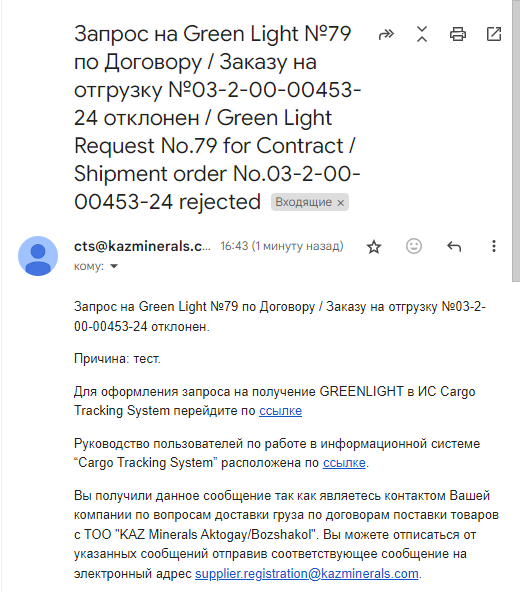 Запрос на Green Light №79
по Договору / Заказу на
отгрузку №03-2-00-00453-
24 отклонен / Green Light
Request No.79 for Contract /
Shipment order No.03-2-00-
00453-24 rejected Входящие ×
cts@kazminerals.c... 16:43 (1 минуту назад)
кому:
Запрос на Green Light №79 по Договору / Заказу на отгрузку №03-2-
00-00453-24 отклонен.
Причина: тест.
Для оформления запроса на получение GREENLIGHT в ИС Cargo
Tracking System перейдите по ссылке
Руководство пользователей по работе в информационной системе
“Cargo Tracking System” расположена по ссылке.
Вы получили данное сообщение так как являетесь контактом Вашей
компании по вопросам доставки груза по договорам поставки товаров
с ТОО "KAZ Minerals Aktogay/Bozshakol". Вы можете отписаться от
указанных сообщений отправив соответствующее сообщение на
электронный адрес supplier.registration@kazminerals.com.